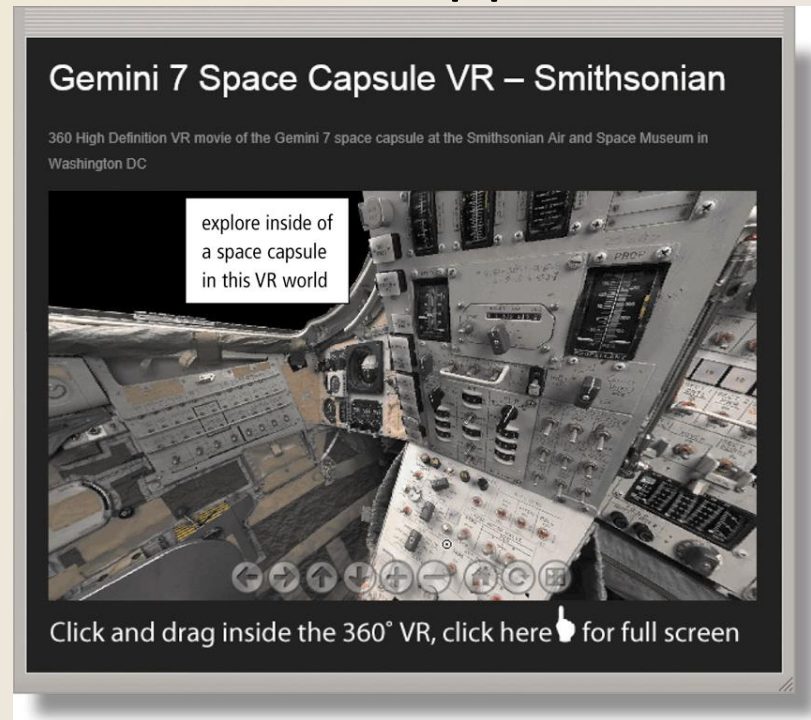 Gemini 7 Space Capsule VR – Smithsonian
360 High Definition VR movie of the Gemini 7 space capsule at the Smithsonian Air and Space Museum in
Washington DC
explore inside of
a space capsule
in this VR world
PROP
Click and drag inside the 360° VR, click here for full screen